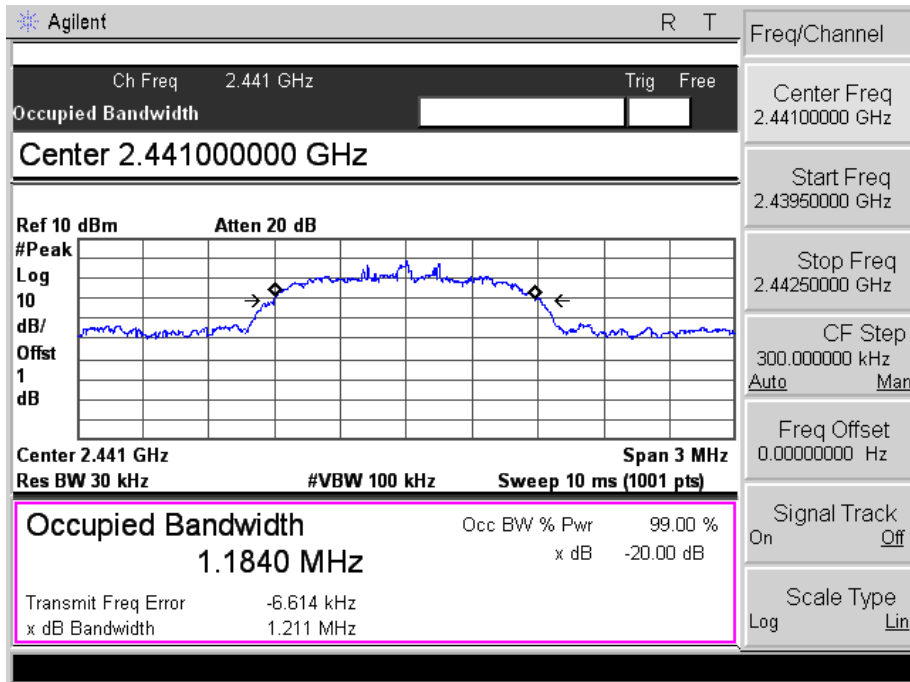 Agilent R T
Ch Freq 2.441 GHz Trig Free
Occupied Bandwidth
Center 2.441000000 GHz
Ref 10 dBm Atten 20 dB
#Peak
Log
10
dB/
Offst
1
dB
Center 2.441 GHz Span 3 MHz
Res BW 30 kHz #VBW 100 kHz Sweep 10 ms (1001 pts)
Occupied Bandwidth
1.1840 MHz
Occ BW % Pwr 99.00 %
x dB -20.00 dB
Transmit Freq Error -6.614 kHz
x dB Bandwidth 1.211 MHz
Freq/Channel
Center Freq
2.44100000 GHz
Start Freq
2.43950000 GHz
Stop Freq
2.44250000 GHz
CF Step
300.000000 kHz
Auto Man
Freq Offset
0.00000000 Hz
Signal Track
On Off
Scale Type
Log Lin